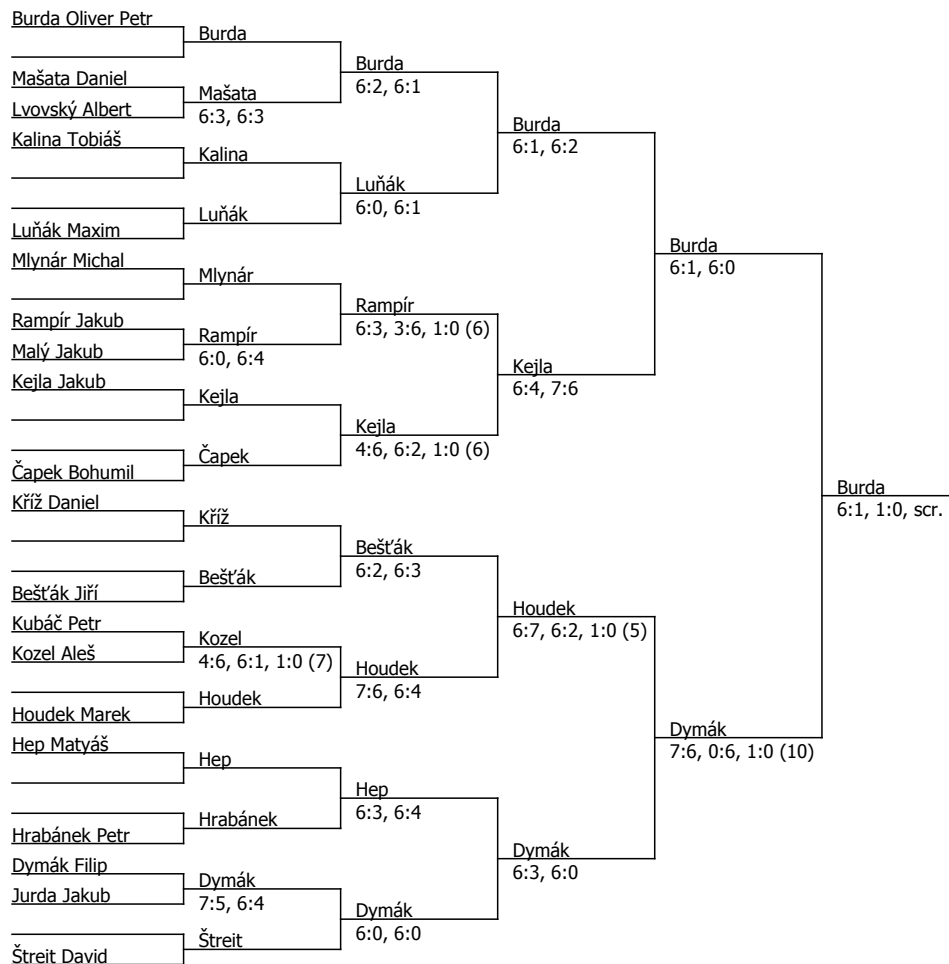 Burda Oliver Petr
Mašata Daniel
Lvovský Albert
Kalina Tobiáš
Luňák Maxim
Mlynár Michal
Rampír Jakub
Malý Jakub
Kejla Jakub
Čapek Bohumil
Kříž Daniel
Bešťák Jiří
Kubáč Petr
Kozel Aleš
Houdek Marek
Hep Matyáš
Hrabánek Petr
Dymák Filip
Jurda Jakub
Štreit David
Burda
Mašata
6:3, 6:3
Kalina
Luňák
Mlynár
Rampír
6:0, 6:4
Kejla
Čapek
Kříž
Bešťák
Kozel
4:6, 6:1, 1:0 (7)
Houdek
Hep
Hrabánek
Dymák
7:5, 6:4
Štreit
Burda
6:2, 6:1
Luňák
6:0, 6:1
Rampír
6:3, 3:6, 1:0 (6)
Kejla
4:6, 6:2, 1:0 (6)
Bešťák
6:2, 6:3
Houdek
7:6, 6:4
Hep
6:3, 6:4
Dymák
6:0, 6:0
Burda
6:1, 6:2
Kejla
6:4, 7:6
Houdek
6:7, 6:2, 1:0 (5)
Dymák
6:3, 6:0
Burda
6:1, 6:0
Dymák
7:6, 0:6, 1:0 (10)
Burda
6:1, 1:0, scr.